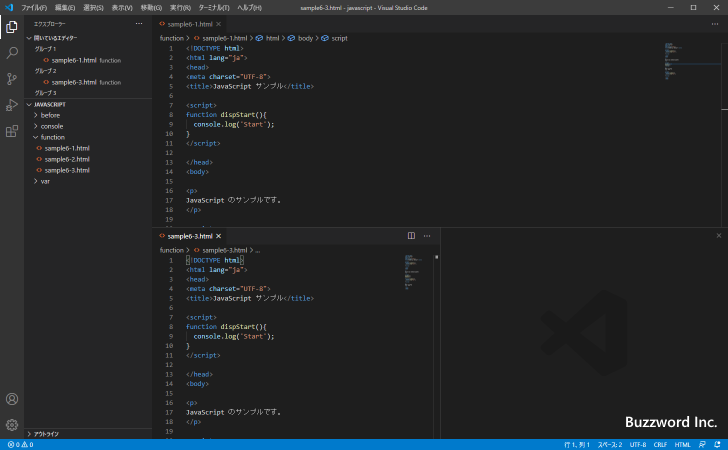 ファイル(F) 編集(E) 選択(S) 表示(V) 移動(G) 実行(R) ターミナル(T) ヘルプ(H) sample6-3.html - javascript - Visual Studio Code
エクスプローラー ...
開いているエディター
グループ 1
sample6-1.html function
グループ 2
sample6-3.html function
グループ 3
JAVASCRIPT
before
console
function
sample6-1.html
sample6-2.html
sample6-3.html
var
アウトライン
sample6-1.html
function > sample6-1.html > html > body > script
1 <!DOCTYPE html>
2 <html lang="ja">
3 <head>
4 <meta charset="UTF-8">
5 <title>JavaScript サンプル</title>
6
7 <script>
8 function dispStart(){
9 console.log('Start');
10 }
11 </script>
12
13 </head>
14 <body>
15
16 <p>
17 JavaScript のサンプルです。
18 </p>
19
sample6-3.html
function > sample6-3.html > ...
1 <!DOCTYPE html>
2 <html lang="ja">
3 <head>
4 <meta charset="UTF-8">
5 <title>JavaScript サンプル</title>
6
7 <script>
8 function dispStart(){
9 console.log('Start');
10 }
11 </script>
12
13 </head>
14 <body>
15
16 <p>
17 JavaScript のサンプルです。
18 </p>
19
Buzzword Inc.
0 0 行 1、列 1 スペース: 2 UTF-8 CRLF HTML